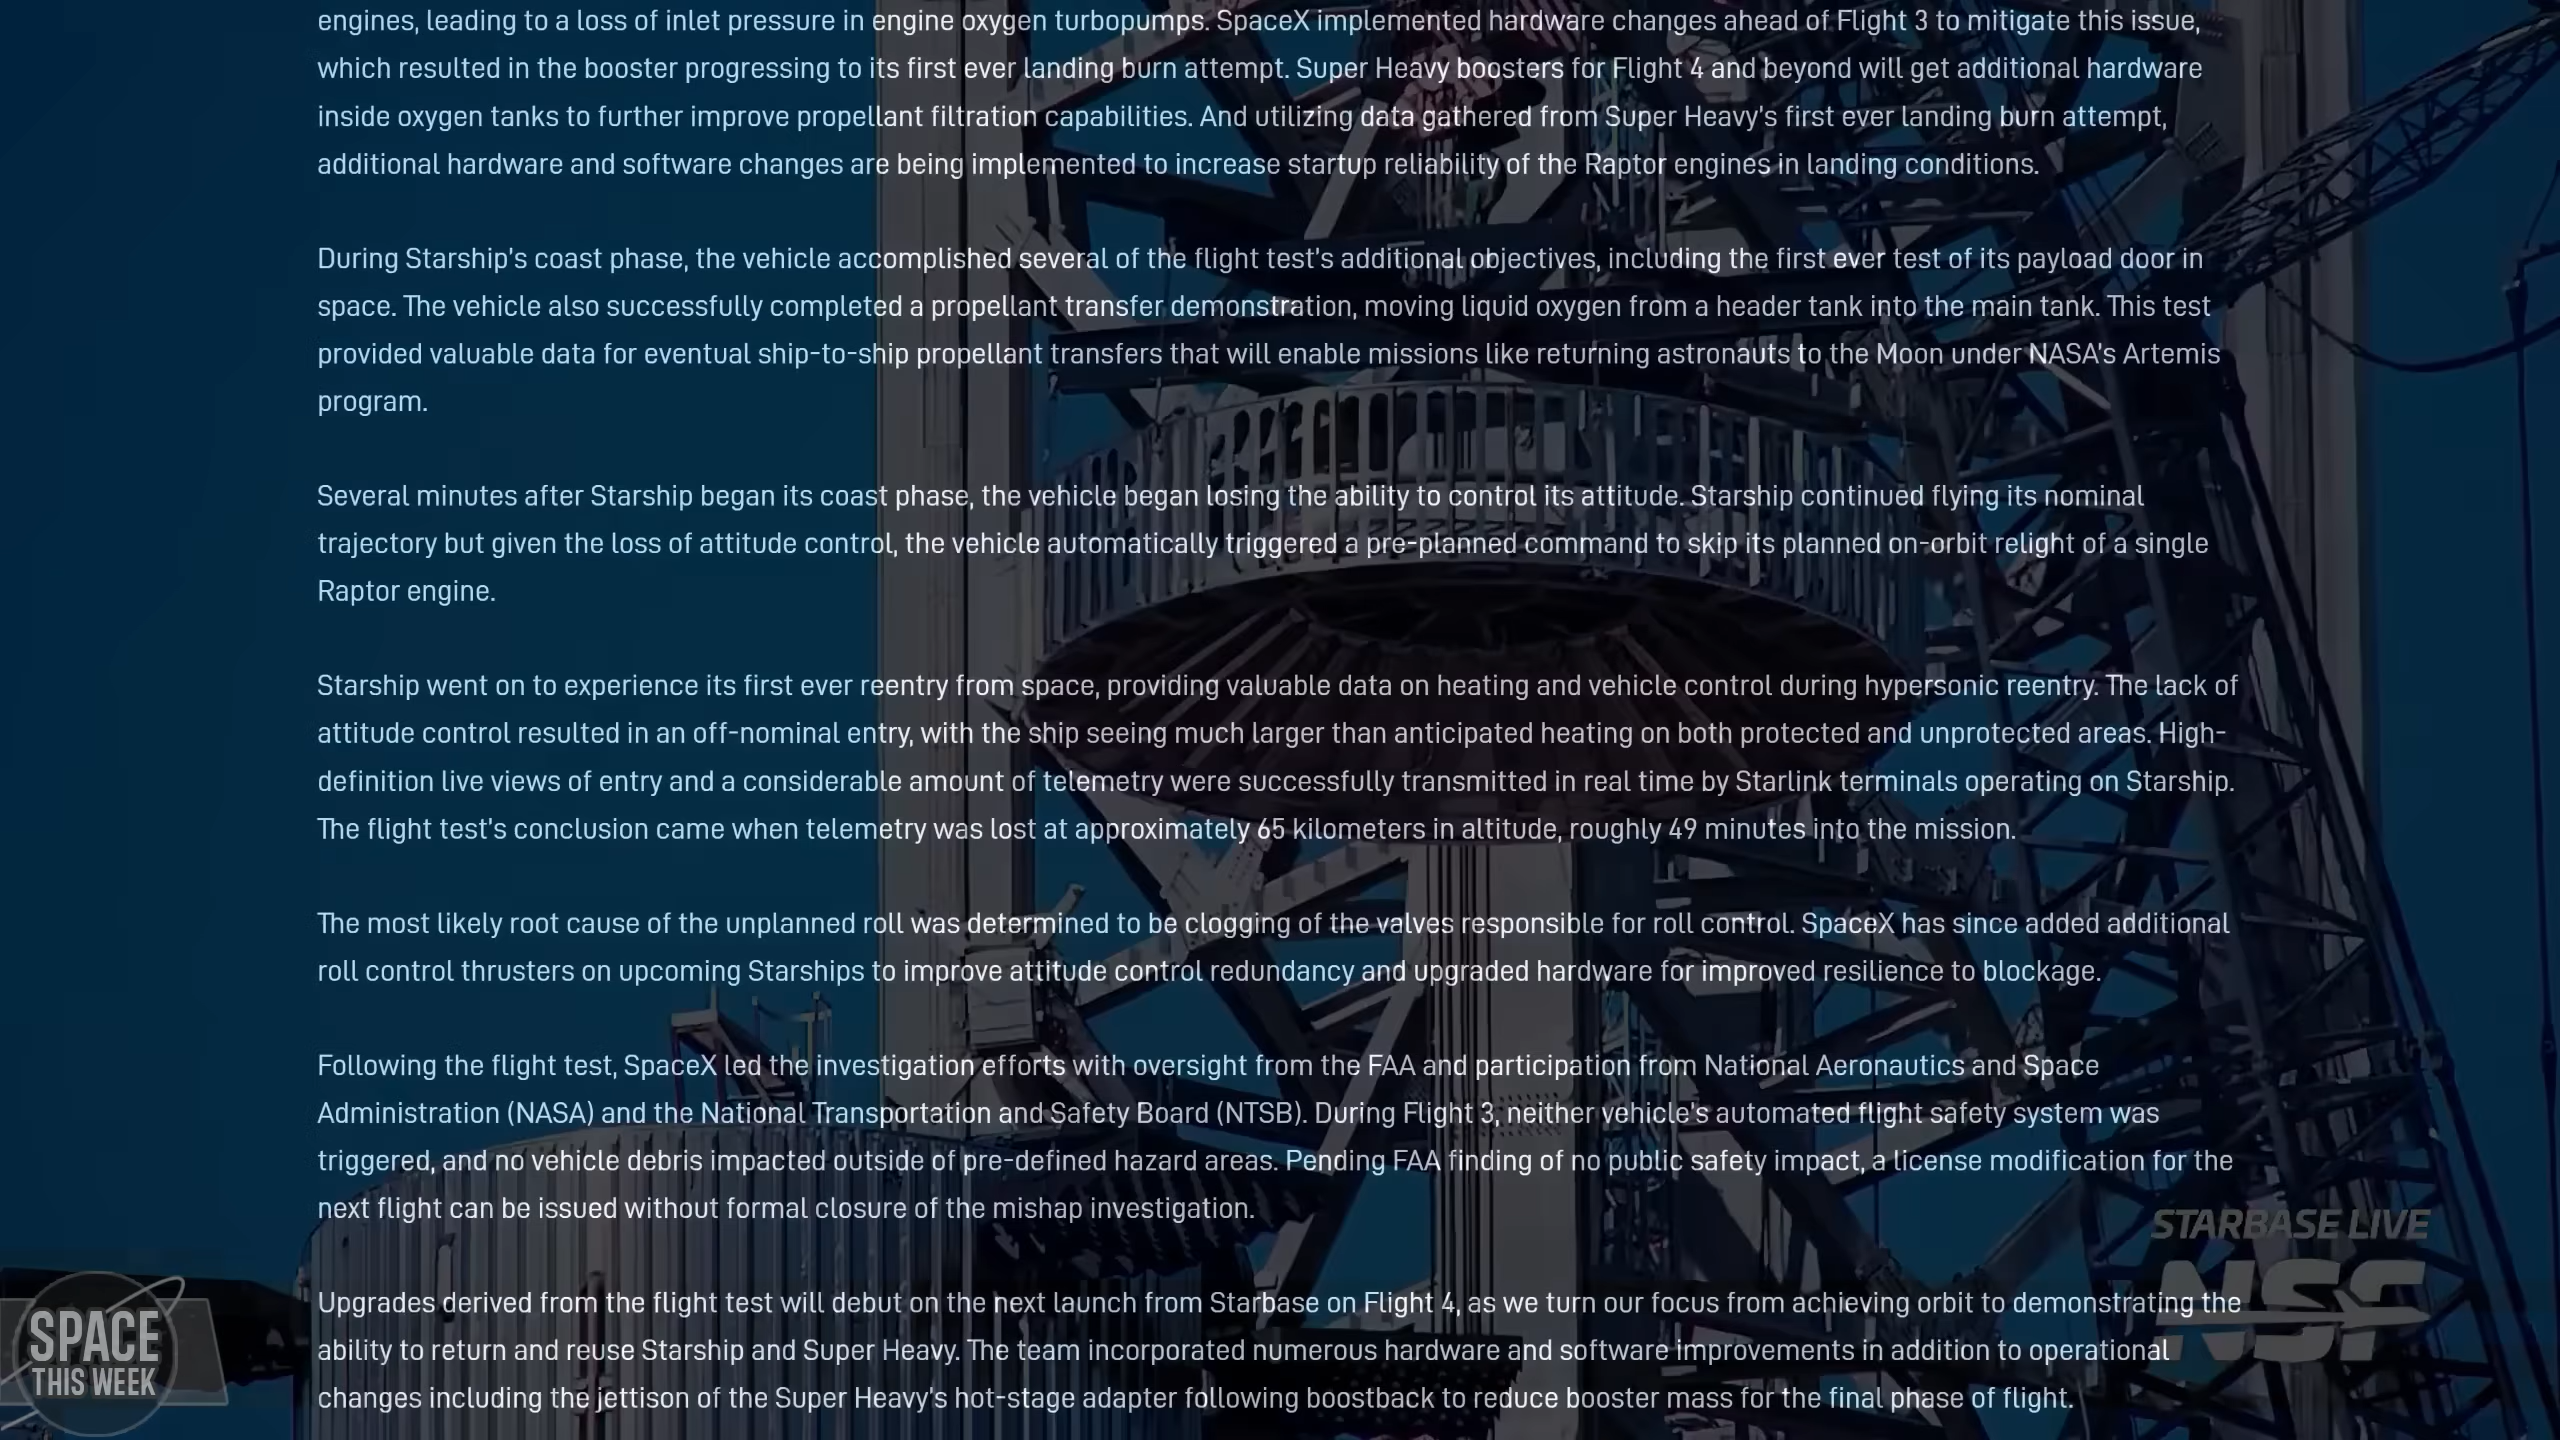 engines, leading to a loss of inlet pressure in engine oxygen turbopumps. SpaceX implemented hardware changes ahead of Flight 3 to mitigate this issue,
which resulted in the booster progressing to its first ever landing burn attempt. Super Heavy boosters for Flight 4 and beyond will get additional hardware
inside oxygen tanks to further improve propellant filtration capabilities. And utilizing data gathered from Super Heavy's first ever landing burn attempt,
additional hardware and software changes are being implemented to increase startup reliability of the Raptor engines in landing conditions.
During Starship's coast phase, the vehicle accomplished several of the flight test's additional objectives, including the first ever test of its payload door in
space. The vehicle also successfully completed a propellant transfer demonstration, moving liquid oxygen from a header tank into the main tank. This test
provided valuable data for eventual ship-to-ship propellant transfers that will enable missions like returning astronauts to the Moon under NASA's Artemis
program.
Several minutes after Starship began its coast phase, the vehicle began losing the ability to control its attitude. Starship continued flying its nominal
trajectory but given the loss of attitude control, the vehicle automatically triggered a pre-planned command to skip its planned on-orbit relight of a single
Raptor engine.
Starship went on to experience its first ever reentry from space, providing valuable data on heating and vehicle control during hypersonic reentry. The lack of
attitude control resulted in an off-nominal entry, with the ship seeing much larger than anticipated heating on both protected and unprotected areas. High-
definition live views of entry and a considerable amount of telemetry were successfully transmitted in real time by Starlink terminals operating on Starship.
The flight test's conclusion came when telemetry was lost at approximately 65 kilometers in altitude, roughly 49 minutes into the mission.
The most likely root cause of the unplanned roll was determined to be clogging of the valves responsible for roll control. SpaceX has since added additional
roll control thrusters on upcoming Starships to improve attitude control redundancy and upgraded hardware for improved resilience to blockage.
Following the flight test, SpaceX led the investigation efforts with oversight from the FAA and participation from National Aeronautics and Space
Administration (NASA) and the National Transportation and Safety Board (NTSB). During Flight 3, neither vehicle's automated flight safety system was
triggered, and no vehicle debris impacted outside of pre-defined hazard areas. Pending FAA finding of no public safety impact, a license modification for the
next flight can be issued without formal closure of the mishap investigation.
Upgrades derived from the flight test will debut on the next launch from Starbase on Flight 4, as we turn our focus from achieving orbit to demonstrating the
ability to return and reuse Starship and Super Heavy. The team incorporated numerous hardware and software improvements in addition to operational
changes including the jettison of the Super Heavy's hot-stage adapter following boostback to reduce booster mass for the final phase of flight.
STARBASE LIVE
NSF
SPACE
THIS WEEK